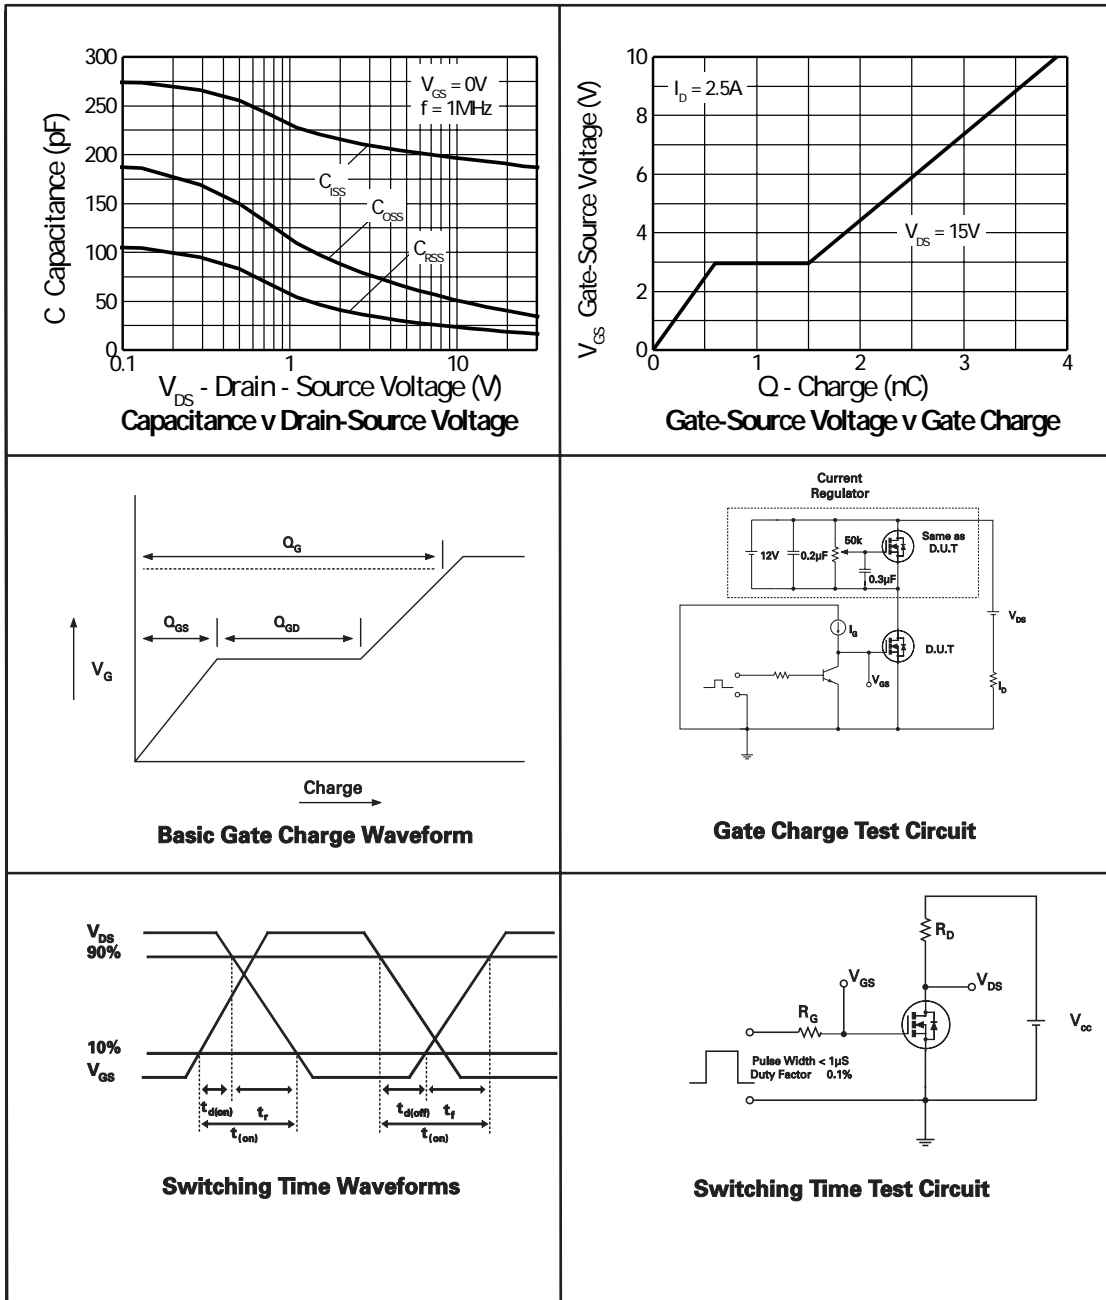 300
250
200
150
100
50
0
0.1
1
10
C Capacitance (pF)
VGS = 0V
f = 1MHz
CISS
COSS
CRSS
VDS - Drain - Source Voltage (V)
Capacitance v Drain-Source Voltage
10
8
6
4
2
0
0
1
2
3
4
VGS Gate-Source Voltage (V)
ID = 2.5A
VDS = 15V
Q - Charge (nC)
Gate-Source Voltage v Gate Charge
QG
QGS
QGD
VG
Charge
Basic Gate Charge Waveform
Current
Regulator
12V
0.2µF
50k
0.3µF
Same as
D.U.T
IG
VGS
D.U.T
VDS
ID
Gate Charge Test Circuit
VDS
90%
10%
VGS
td(on)
tr
t(on)
td(off)
tf
t(on)
Switching Time Waveforms
RD
VGS
VDS
RG
Vcc
Pulse Width < 1µS
Duty Factor 0.1%
Switching Time Test Circuit